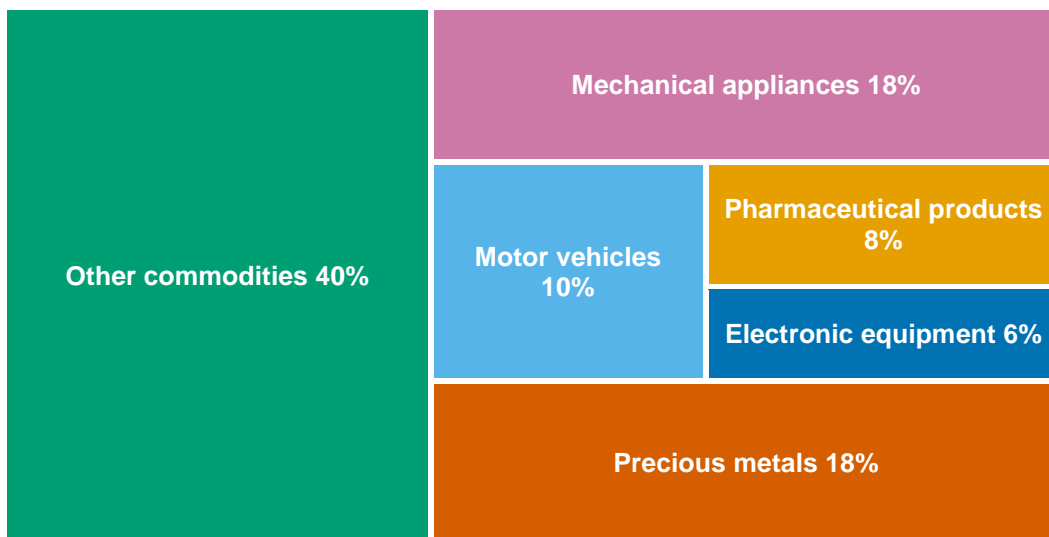 Other commodities 40%
Mechanical appliances 18%
Motor vehicles
10%
Pharmaceutical products
8%
Electronic equipment 6%
Precious metals 18%